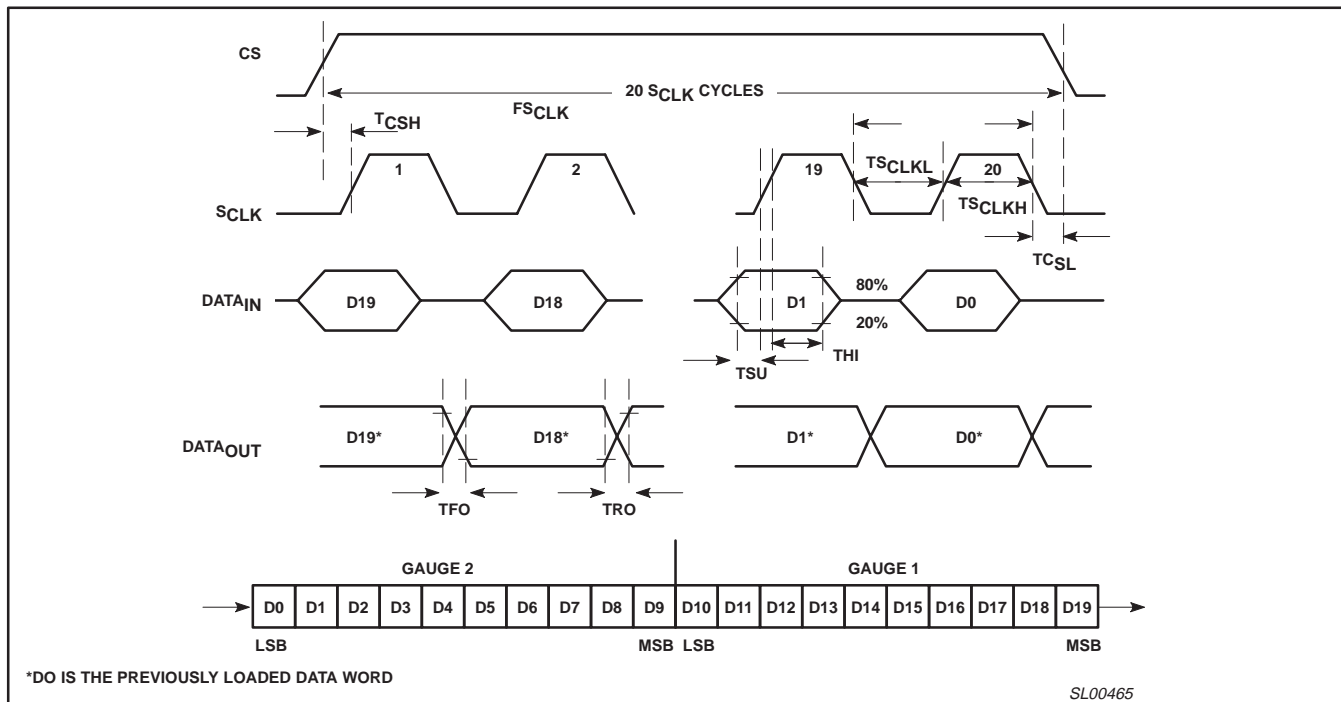 CS
20 SCLK CYCLES
FSCLK
TCSH
1
2
19
TSCLKL
20
TSCLKH
SCLK
TCSL
DATAIN
D19
D18
D1
80%
20%
D0
TSU
THI
DATAOUT
D19*
D18*
D1*
D0*
TFO
TRO
GAUGE 2
GAUGE 1
D0 D1 D2 D3 D4 D5 D6 D7 D8 D9 D10 D11 D12 D13 D14 D15 D16 D17 D18 D19
LSB MSB LSB MSB
*DO IS THE PREVIOUSLY LOADED DATA WORD
SL00465